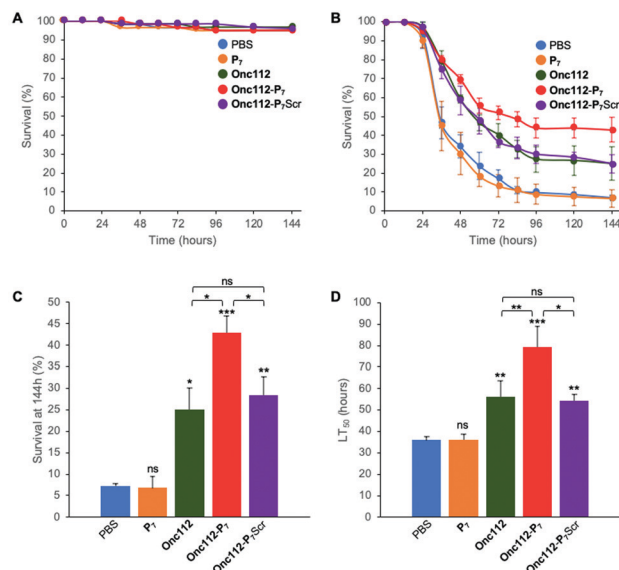 A
100
90
80
70
60
50
40
30
20
10
0
Survival (%)
PBS
P₇
Onc112
Onc112-P₇
Onc112-P₇Scr
0 24 48 72 96 120 144
Time (hours)
B
100
90
80
70
60
50
40
30
20
10
0
Survival (%)
PBS
P₇
Onc112
Onc112-P₇
Onc112-P₇Scr
0 24 48 72 96 120 144
Time (hours)
C
50
45
40
35
30
25
20
15
10
5
0
Survival at 144h (%)
ns
* *
***
**
*
ns
PBS P₇ Onc112 Onc112-P₇ Onc112-P₇Scr
D
100
90
80
70
60
50
40
30
20
10
0
LT₅₀ (hours)
ns
** *
***
**
**
ns
PBS P₇ Onc112 Onc112-P₇ Onc112-P₇Scr